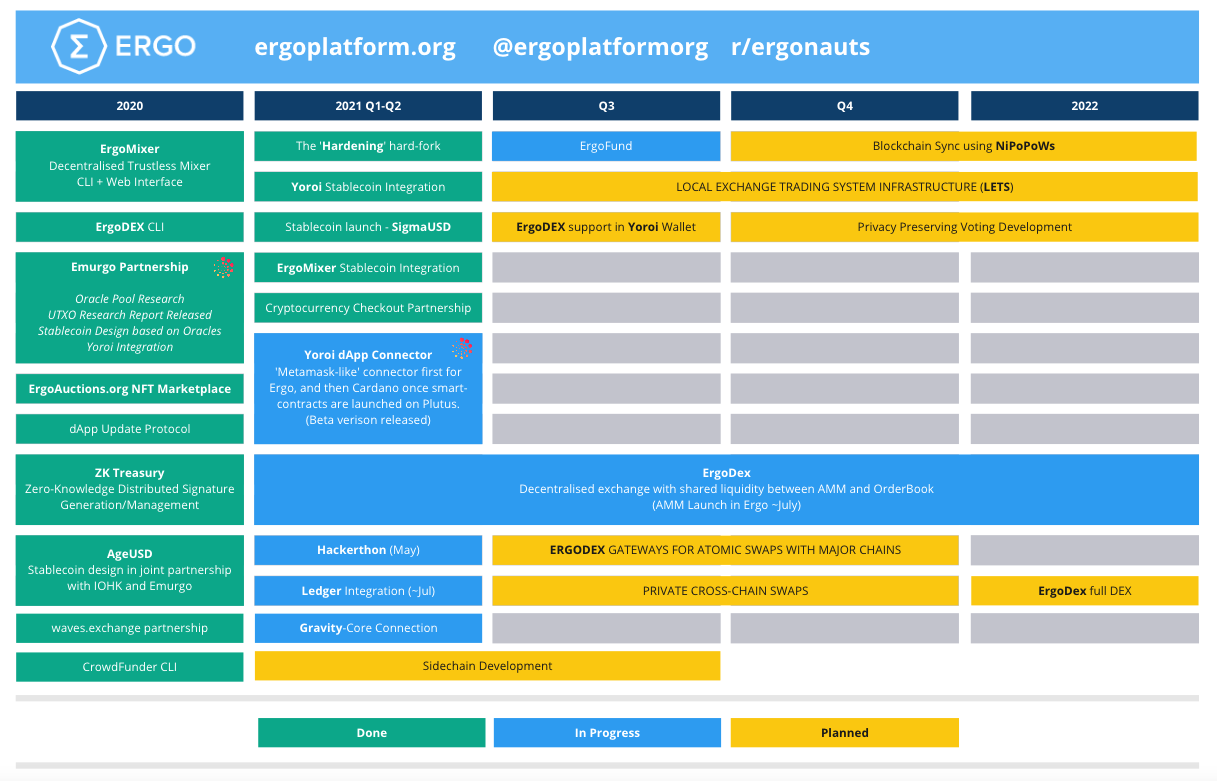 Σ ERGO ergoplatform.org @ergoplatformorg r/ergonauts
2020 2021 Q1-Q2 Q3 Q4 2022
ErgoMixer
Decentralised Trustless Mixer
CLI + Web Interface
The 'Hardening' hard-fork
ErgoFund
Blockchain Sync using NiPoPoWs
Yoroi Stablecoin Integration
LOCAL EXCHANGE TRADING SYSTEM INFRASTRUCTURE (LETS)
ErgoDEX CLI
Stablecoin launch - SigmaUSD
ErgoDEX support in Yoroi Wallet
Privacy Preserving Voting Development
Emurgo Partnership
Oracle Pool Research
UTXO Research Report Released
Stablecoin Design based on Oracles
Yoroi Integration
ErgoMixer Stablecoin Integration
Cryptocurrency Checkout Partnership
Yoroi dApp Connector
'Metamask-like' connector first for
Ergo, and then Cardano once smart-
contracts are launched on Plutus.
(Beta verison released)
ErgoAuctions.org NFT Marketplace
dApp Update Protocol
ZK Treasury
Zero-Knowledge Distributed Signature
Generation/Management
ErgoDex
Decentralised exchange with shared liquidity between AMM and OrderBook
(AMM Launch in Ergo ~July)
AgeUSD
Stablecoin design in joint partnership
with IOHK and Emurgo
Hackerthon (May)
ERGODEX GATEWAYS FOR ATOMIC SWAPS WITH MAJOR CHAINS
Ledger Integration (~Jul)
PRIVATE CROSS-CHAIN SWAPS
ErgoDex full DEX
waves.exchange partnership
Gravity-Core Connection
CrowdFunder CLI
Sidechain Development
Done In Progress Planned